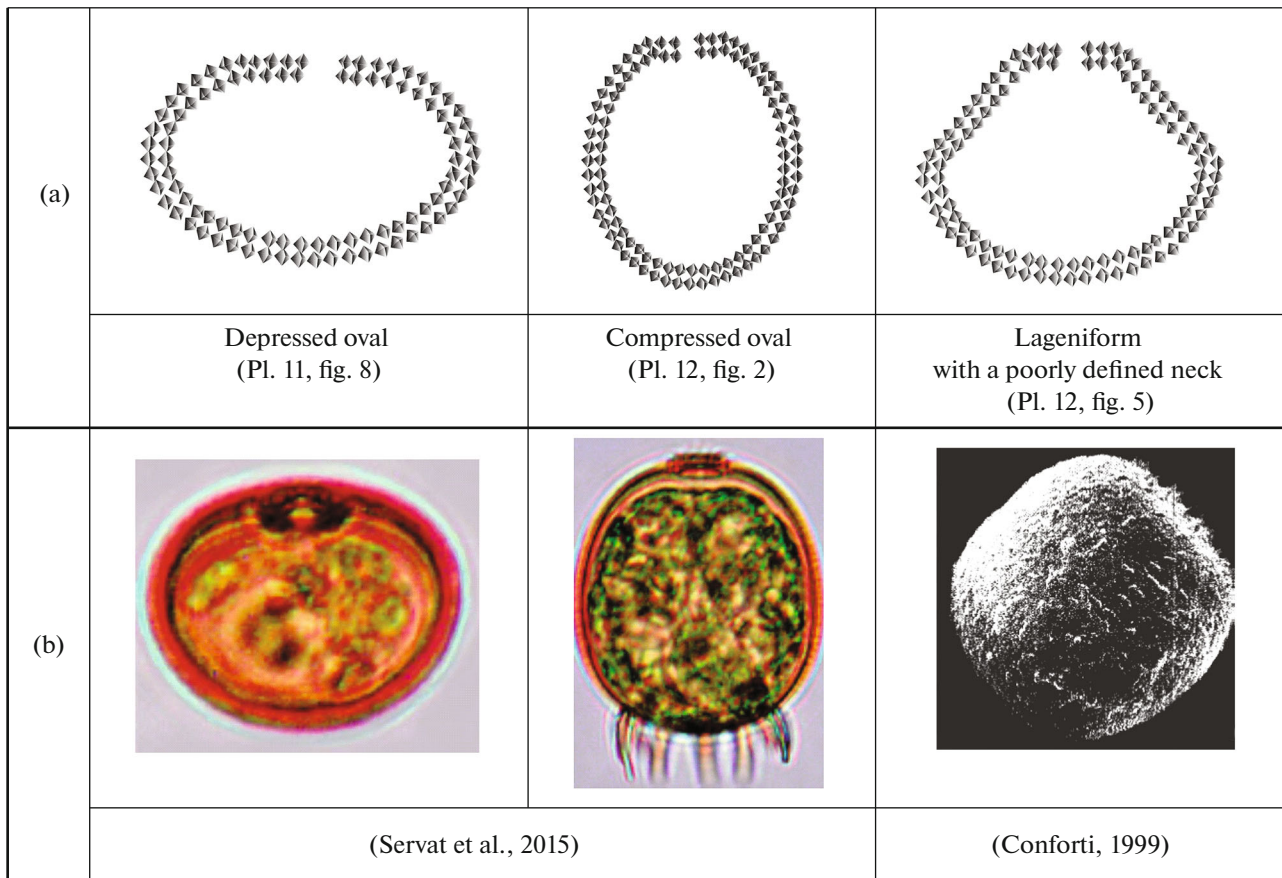 (a)
Depressed oval
(Pl. 11, fig. 8)
Compressed oval
(Pl. 12, fig. 2)
Lageniform
with a poorly defined neck
(Pl. 12, fig. 5)
(b)
(Servat et al., 2015)
(Conforti, 1999)